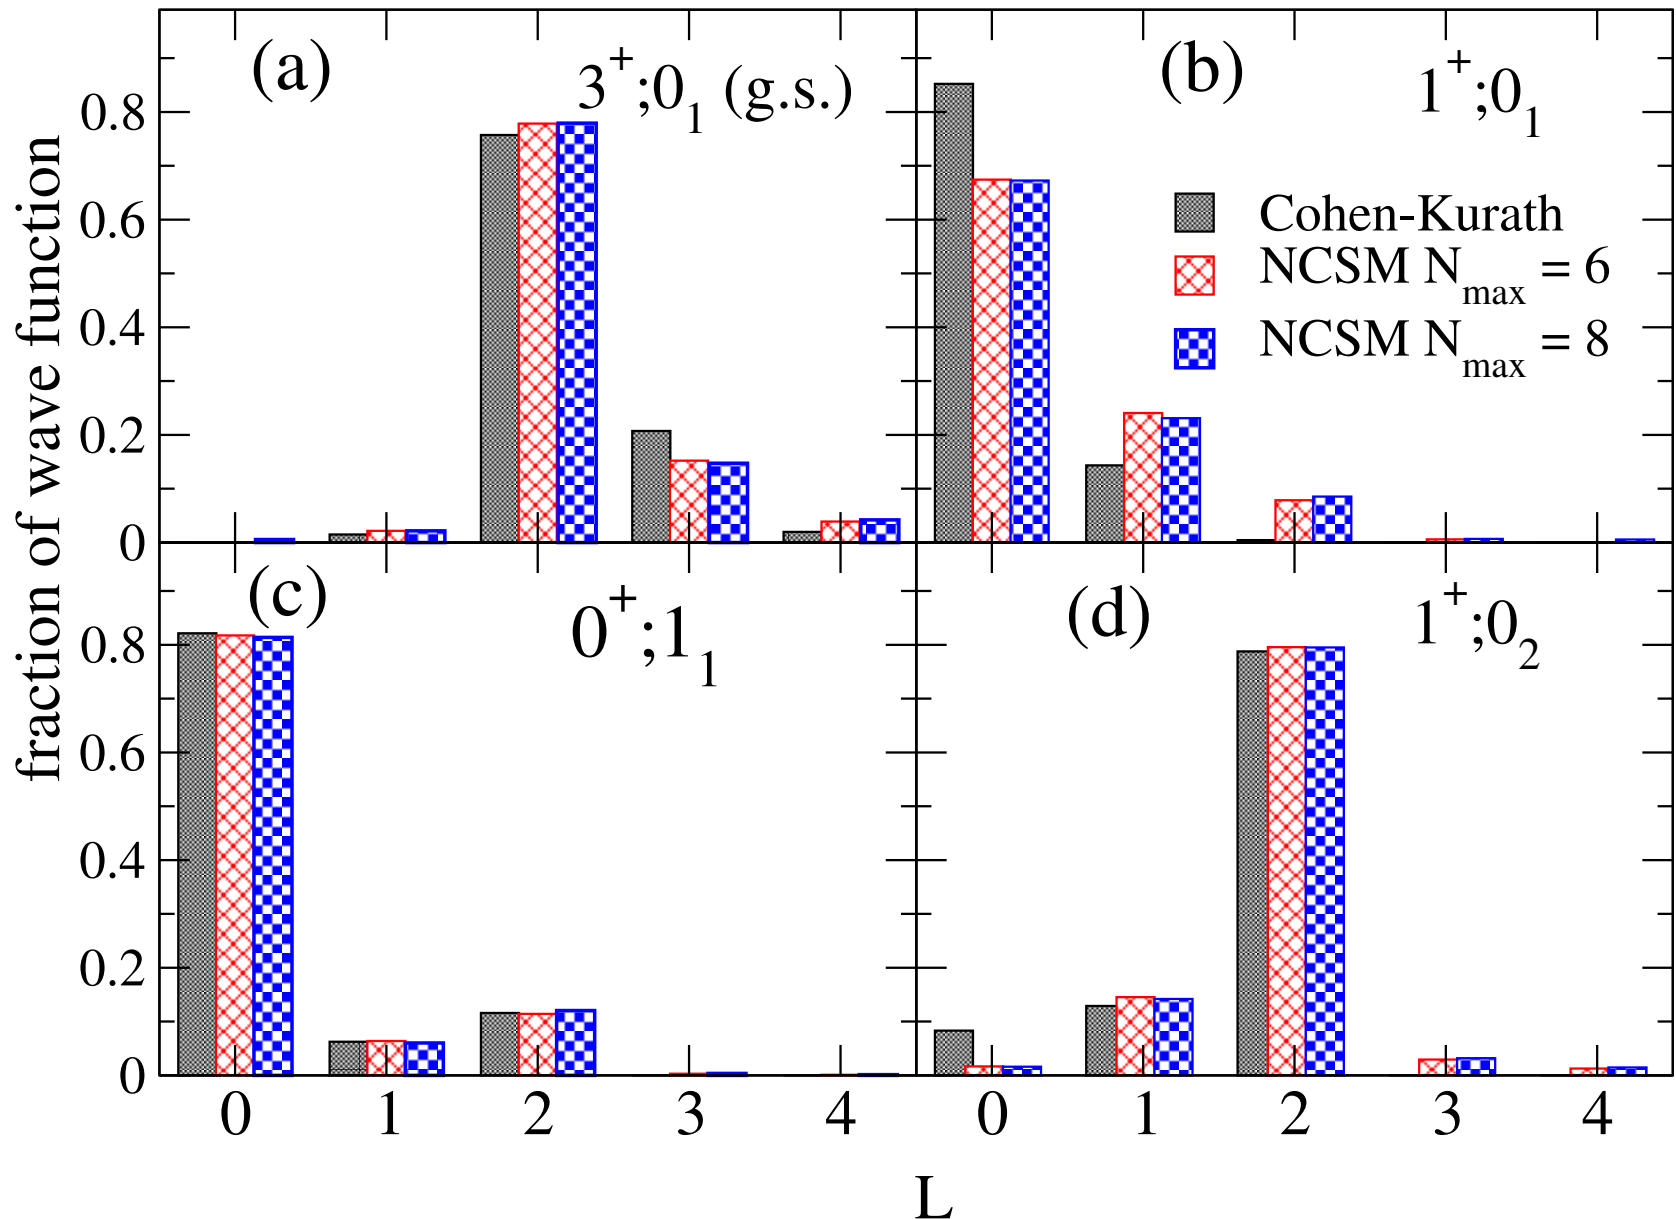 fraction of wave function
(a)
3⁺;0₁ (g.s.)
0.8
0.6
0.4
0.2
0
(b)
1⁺;0₁
Cohen-Kurath
NCSM Nₘₐₓ = 6
NCSM Nₘₐₓ = 8
(c)
0⁺;1₁
0.8
0.6
0.4
0.2
0
0 1 2 3 4
(d)
1⁺;0₂
0 1 2 3 4
L